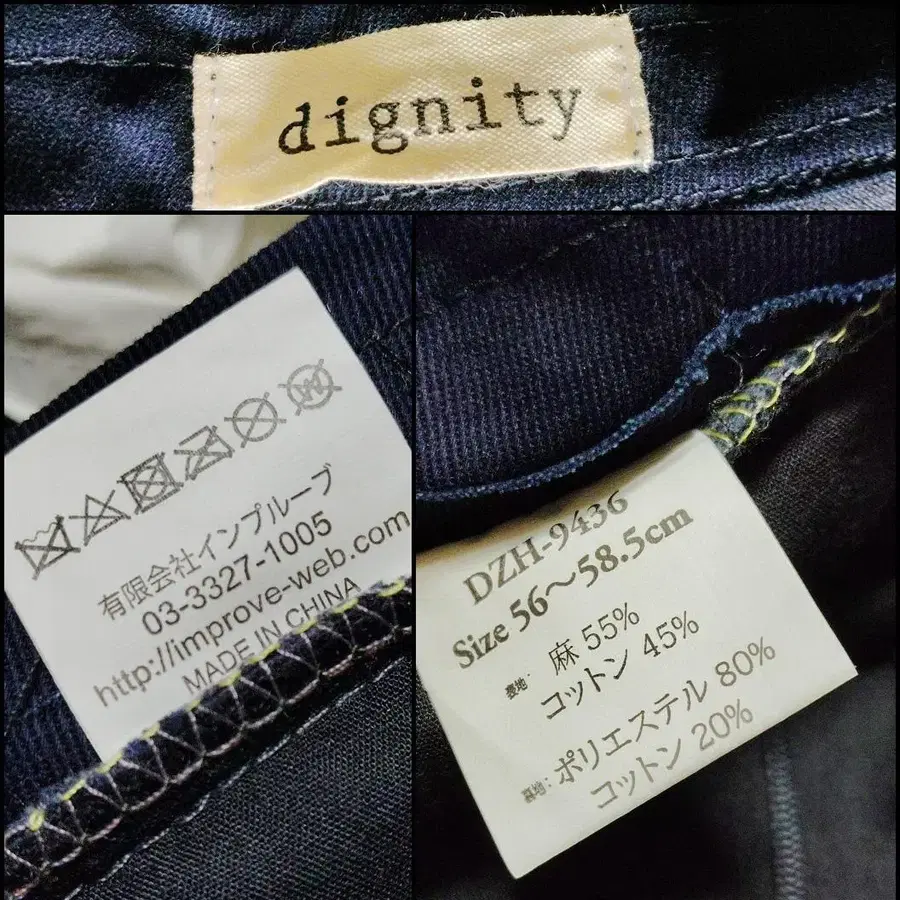 dignity
有限会社インプルーブ
03-3327-1005
http://improve-web.com
MADE IN CHINA
DZH-9436
Size 56～58.5cm
表地: 麻 55%
コットン 45%
裏地: ポリエステル 80%
コットン 20%